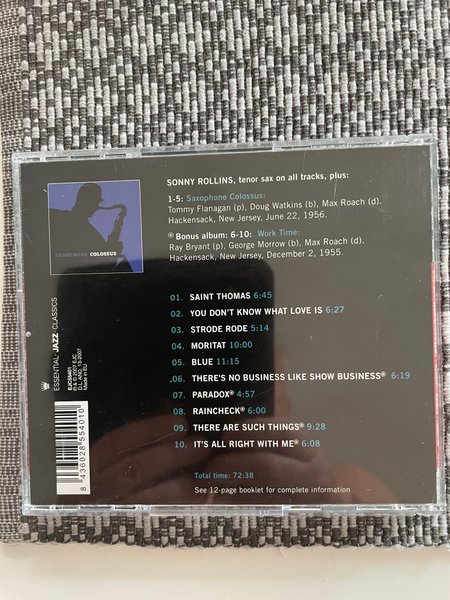 SONNY ROLLINS, tenor sax on all tracks, plus:
1-5: Saxophone Colossus:
Tommy Flanagan (p), Doug Watkins (b), Max Roach (d).
Hackensack, New Jersey, June 22, 1956.
® Bonus album: 6-10: Work Time:
Ray Bryant (p), George Morrow (b), Max Roach (d).
Hackensack, New Jersey, December 2, 1955.
SAXOPHONE COLOSSUS
01. SAINT THOMAS 6:45
02. YOU DON'T KNOW WHAT LOVE IS 6:27
03. STRODE RODE 5:14
04. MORITAT 10:00
05. BLUE 11:15
06. THERE'S NO BUSINESS LIKE SHOW BUSINESS® 6:19
07. PARADOX® 4:57
08. RAINCHECK® 6:00
09. THERE ARE SUCH THINGS® 9:28
10. IT'S ALL RIGHT WITH ME® 6:08
Total time: 72:38
See 12-page booklet for complete information
ESSENTIAL JAZZ CLASSICS
Made in EU
8 436028 554010